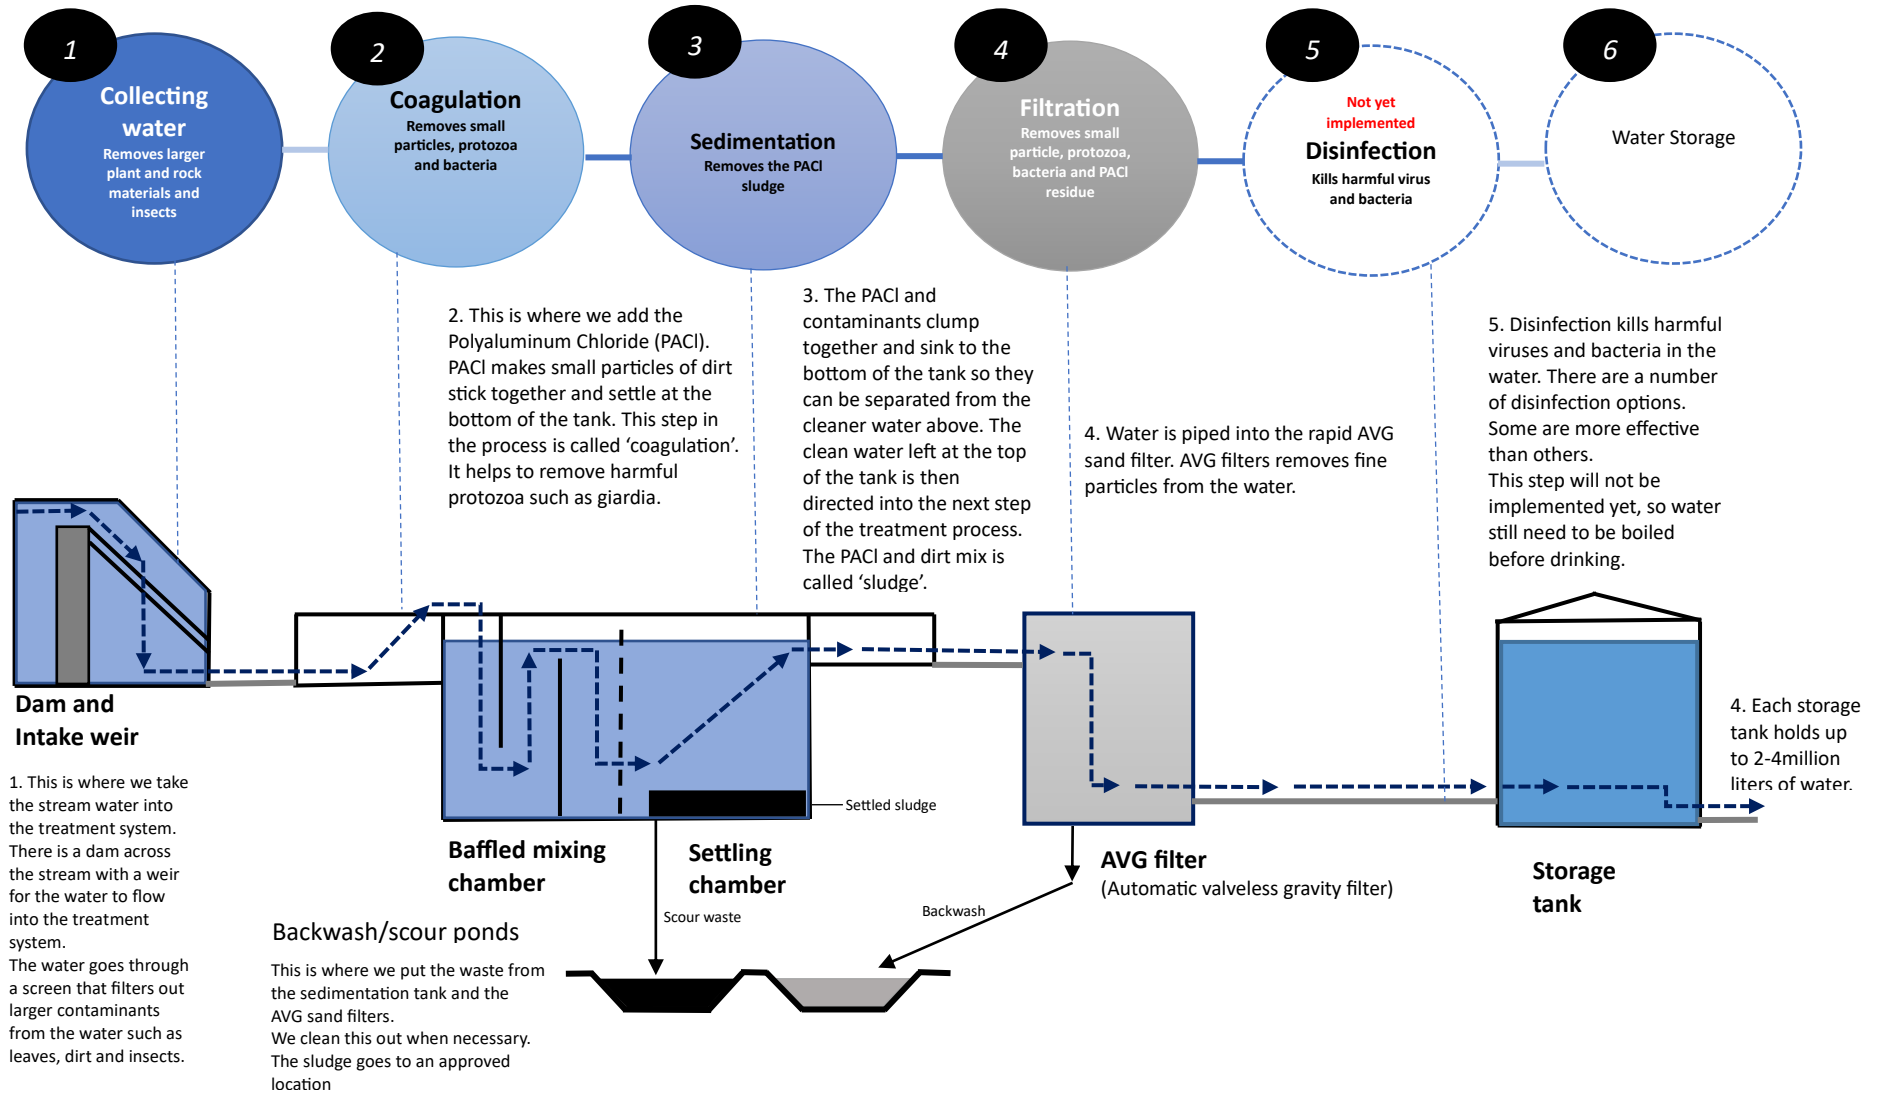 1
Collecting
water
Removes larger
plant and rock
materials and
insects
2
Coagulation
Removes small
particles, protozoa
and bacteria
3
Sedimentation
Removes the PACl
sludge
4
Filtration
Removes small
particle, protozoa,
bacteria and PACl
residue
5
Not yet
implemented
Disinfection
Kills harmful virus
and bacteria
6
Water Storage
2. This is where we add the
Polyaluminum Chloride (PACl).
PACl makes small particles of dirt
stick together and settle at the
bottom of the tank. This step in
the process is called ‘coagulation’.
It helps to remove harmful
protozoa such as giardia.
3. The PACl and
contaminants clump
together and sink to the
bottom of the tank so they
can be separated from the
cleaner water above. The
clean water left at the top
of the tank is then
directed into the next step
of the treatment process.
The PACl and dirt mix is
called ‘sludge’.
4. Water is piped into the rapid AVG
sand filter. AVG filters removes fine
particles from the water.
5. Disinfection kills harmful
viruses and bacteria in the
water. There are a number
of disinfection options.
Some are more effective
than others.
This step will not be
implemented yet, so water
still need to be boiled
before drinking.
Dam and
Intake weir
1. This is where we take
the stream water into
the treatment system.
There is a dam across
the stream with a weir
for the water to flow
into the treatment
system.
The water goes through
a screen that filters out
larger contaminants
from the water such as
leaves, dirt and insects.
Baffled mixing
chamber
Settling
chamber
Settled sludge
Scour waste
Backwash
AVG filter
(Automatic valveless gravity filter)
Storage
tank
4. Each storage
tank holds up
to 2-4million
liters of water.
Backwash/scour ponds
This is where we put the waste from
the sedimentation tank and the
AVG sand filters.
We clean this out when necessary.
The sludge goes to an approved
location